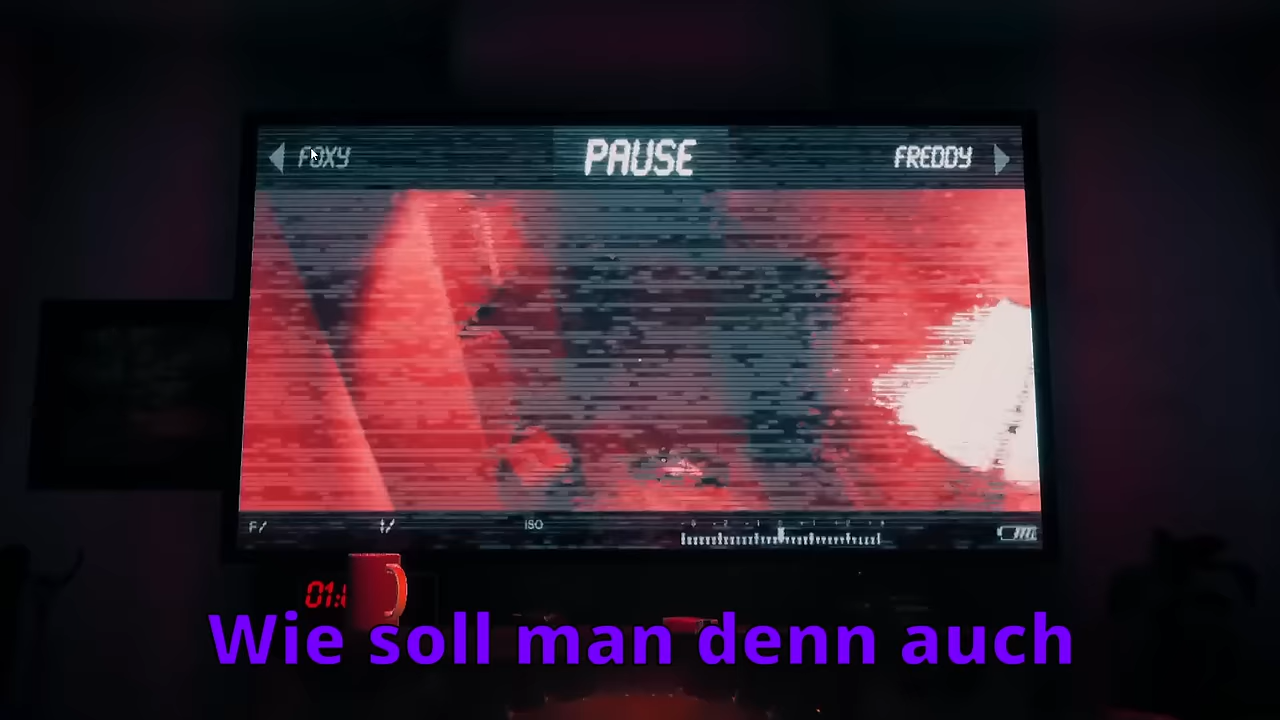 FOXY
PAUSE
FREDDY
F/
ISO
Wie soll man denn auch